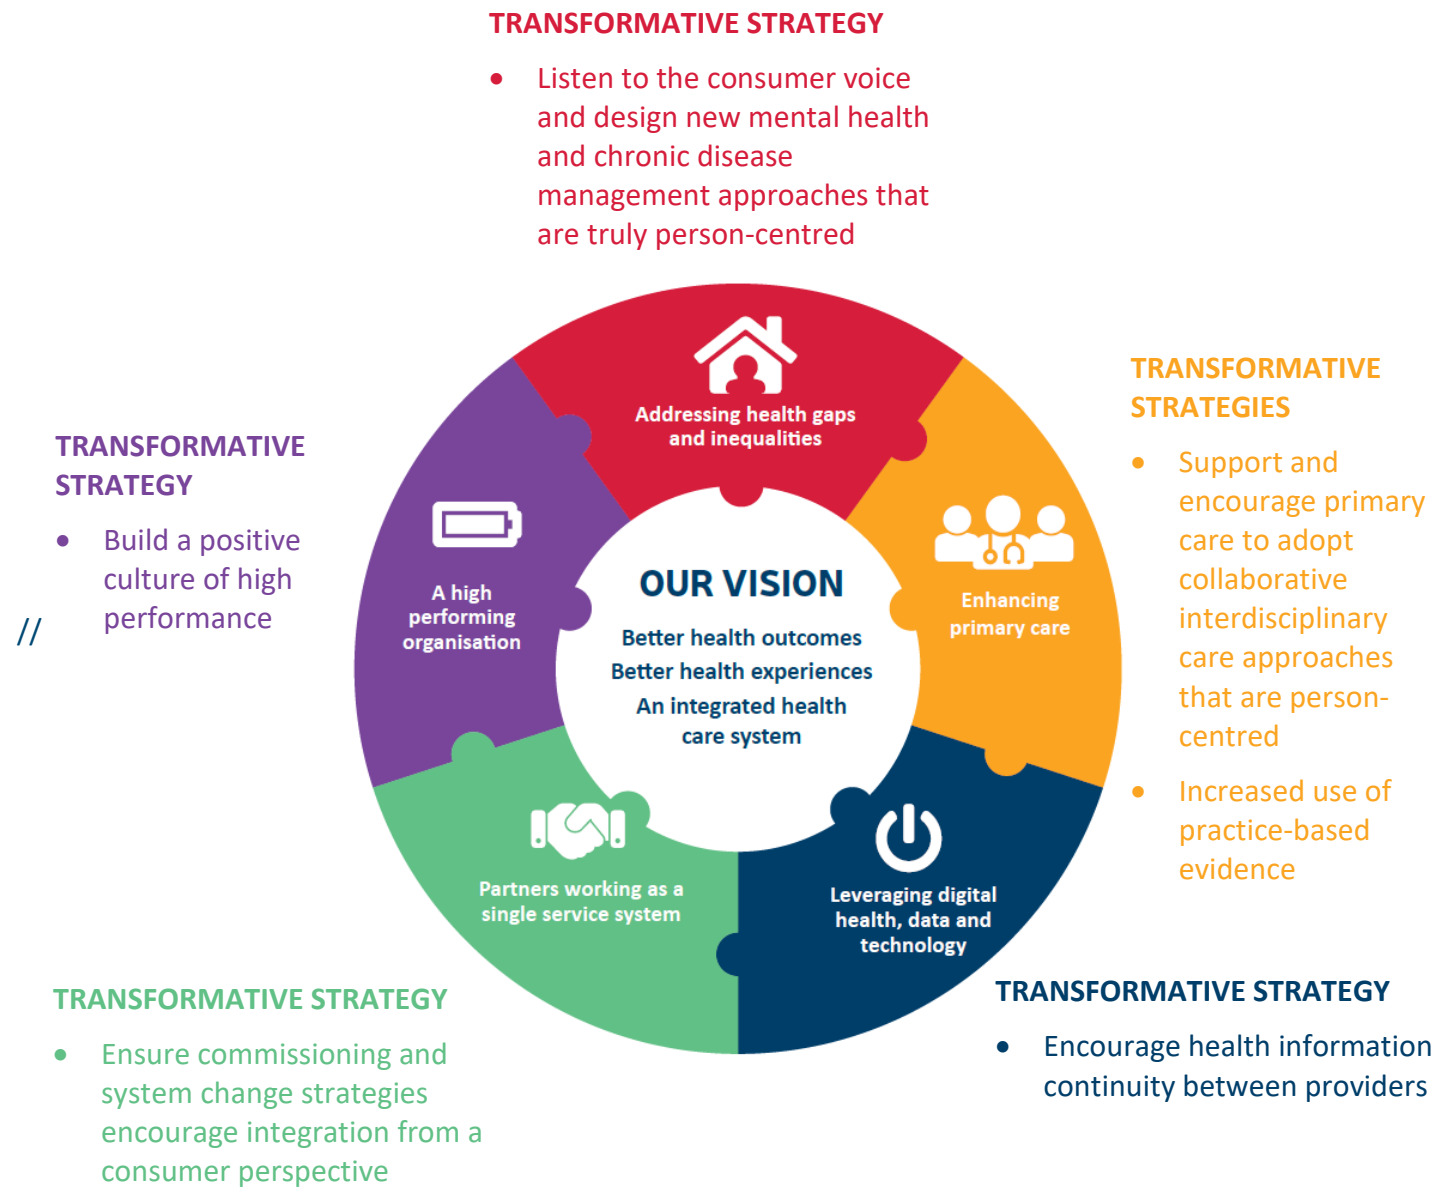 TRANSFORMATIVE STRATEGY
• Listen to the consumer voice
and design new mental health
and chronic disease
management approaches that
are truly person-centred
Addressing health gaps
and inequalities
TRANSFORMATIVE
STRATEGIES
• Support and
encourage primary
care to adopt
collaborative
interdisciplinary
care approaches
that are person-
centred
• Increased use of
practice-based
evidence
Enhancing
primary care
TRANSFORMATIVE
STRATEGY
• Build a positive
culture of high
performance
//
A high
performing
organisation
OUR VISION
Better health outcomes
Better health experiences
An integrated health
care system
Partners working as a
single service system
Leveraging digital
health, data and
technology
TRANSFORMATIVE STRATEGY
• Ensure commissioning and
system change strategies
encourage integration from a
consumer perspective
TRANSFORMATIVE STRATEGY
• Encourage health information
continuity between providers